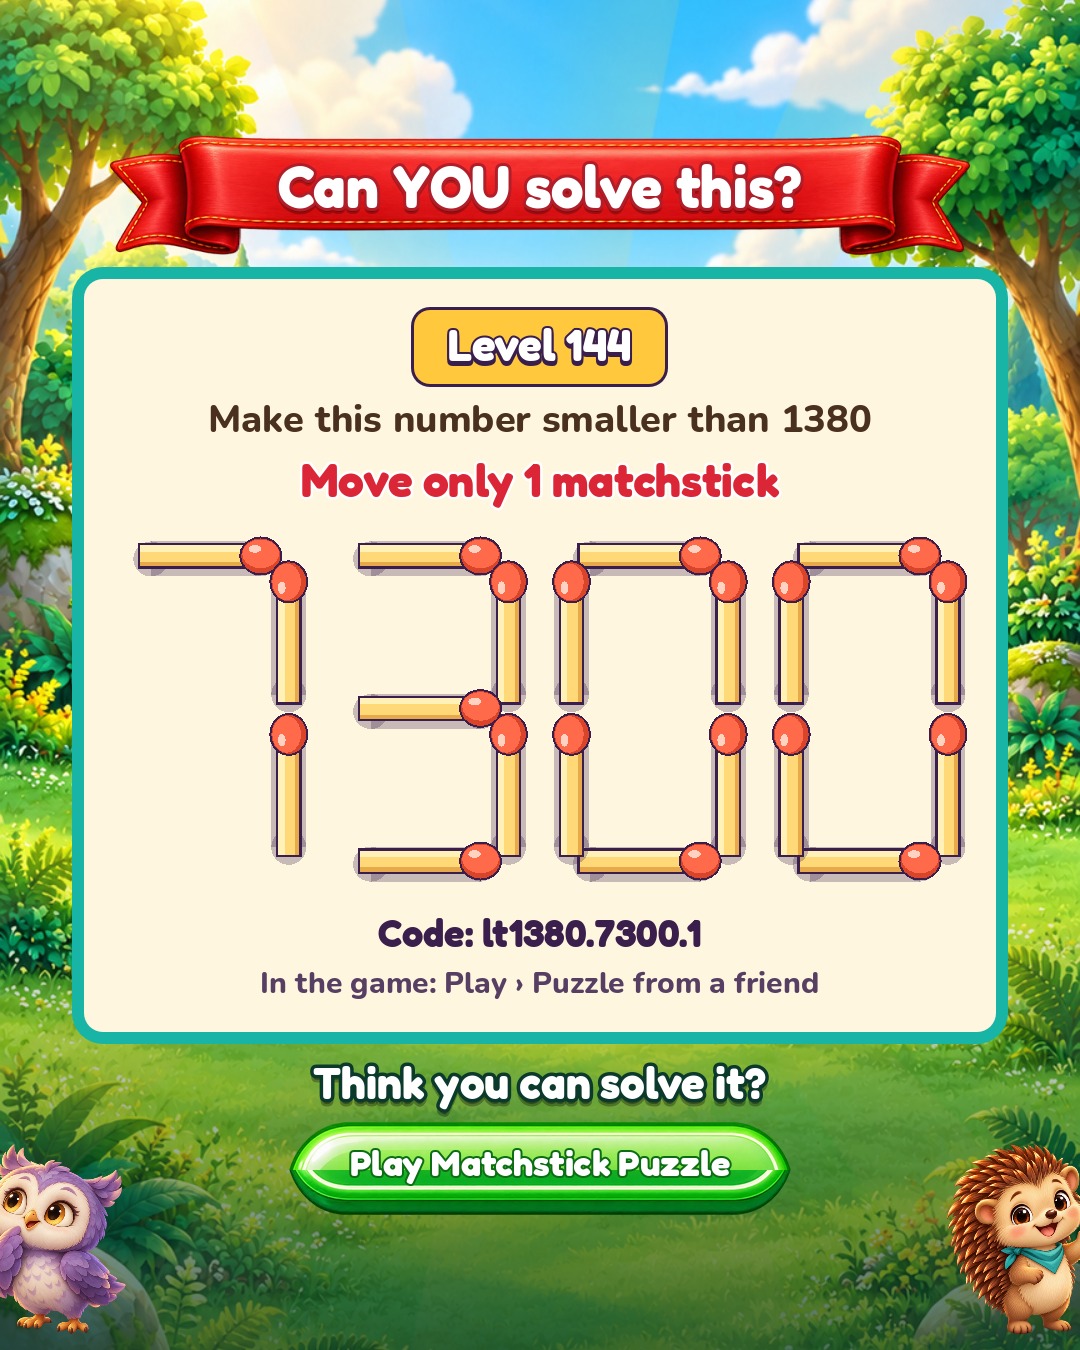 Can YOU solve this?
Level 144
Make this number smaller than 1380
Move only 1 matchstick
7300
Code: lt1380.7300.1
In the game: Play › Puzzle from a friend
Think you can solve it?
Play Matchstick Puzzle